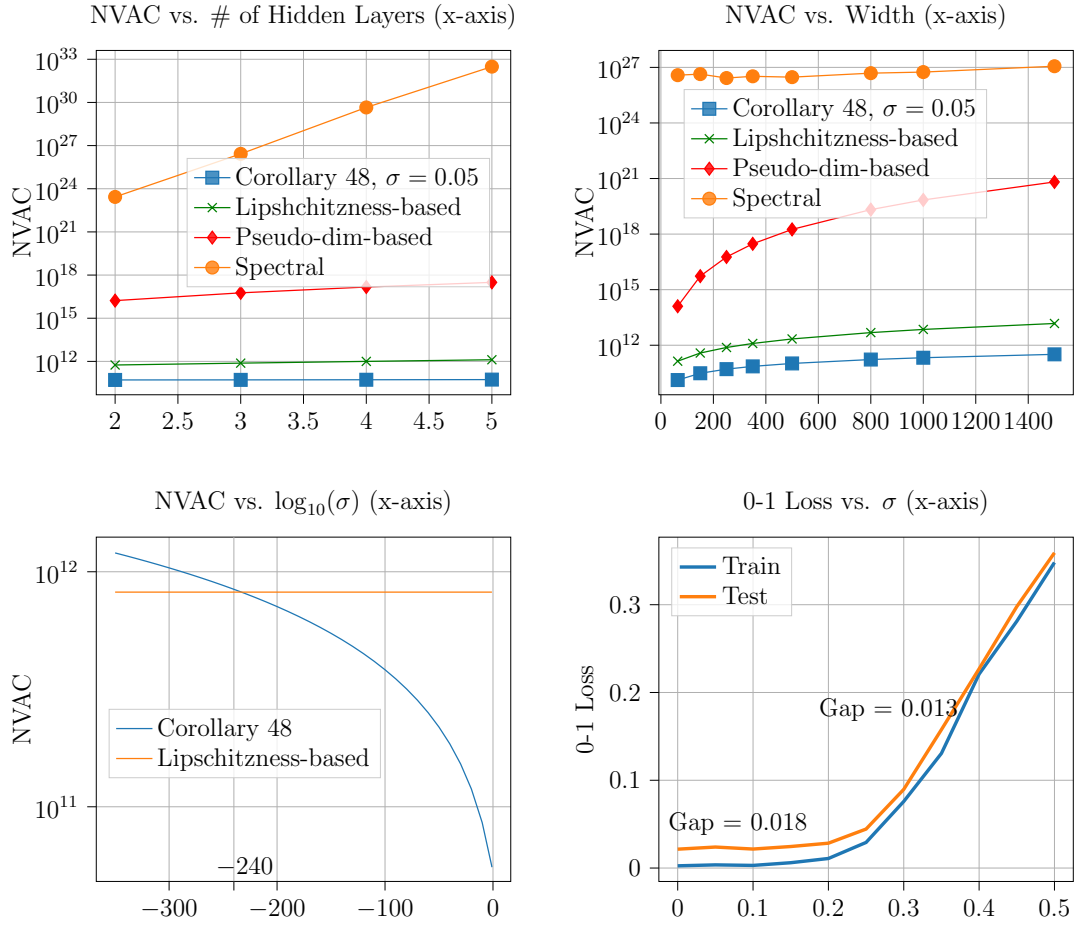 NVAC vs. # of Hidden Layers (x-axis)
NVAC
10^33
10^30
10^27
10^24
10^21
10^18
10^15
10^12
Corollary 48, σ = 0.05
Lipshchitzness-based
Pseudo-dim-based
Spectral
2 2.5 3 3.5 4 4.5 5
NVAC vs. Width (x-axis)
NVAC
10^27
10^24
10^21
10^18
10^15
10^12
Corollary 48, σ = 0.05
Lipshchitzness-based
Pseudo-dim-based
Spectral
0 200 400 600 800 1000 1200 1400
NVAC vs. log₁₀(σ) (x-axis)
NVAC
10^12
10^11
Corollary 48
Lipschitzness-based
−240
−300 −200 −100 0
0-1 Loss vs. σ (x-axis)
0-1 Loss
0.3
0.2
0.1
0
Train
Test
Gap = 0.013
Gap = 0.018
0 0.1 0.2 0.3 0.4 0.5